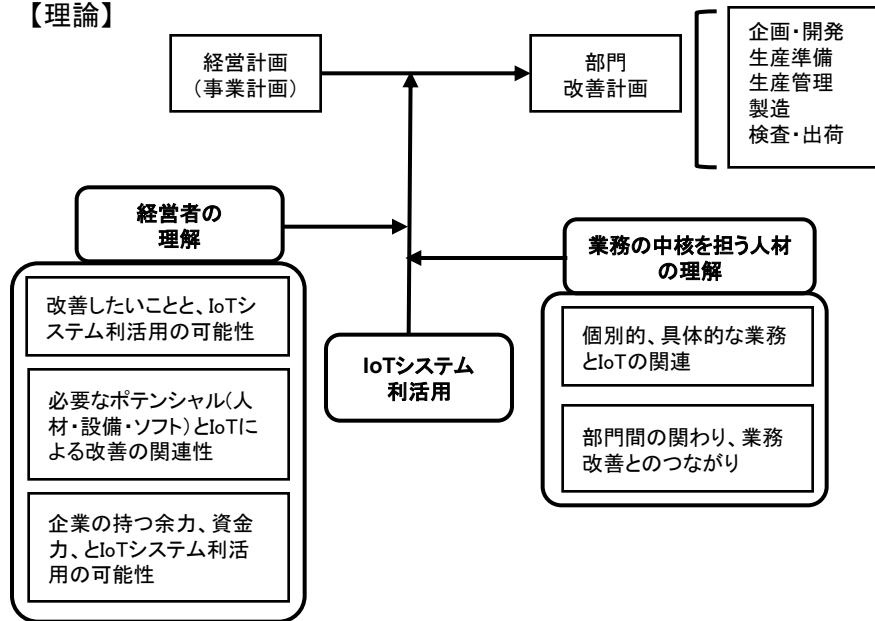 【理論】
経営計画
(事業計画)
部門
改善計画
企画・開発
生産準備
生産管理
製造
検査・出荷
経営者の
理解
改善したいことと、IoTシ
ステム利活用の可能性
必要なポテンシャル(人
材・設備・ソフト)とIoTに
よる改善の関連性
企業の持つ余力、資金
力、とIoTシステム利活
用の可能性
IoTシステム
利活用
業務の中核を担う人材
の理解
個別的、具体的な業務
とIoTの関連
部門間の関わり、業務
改善とのつながり